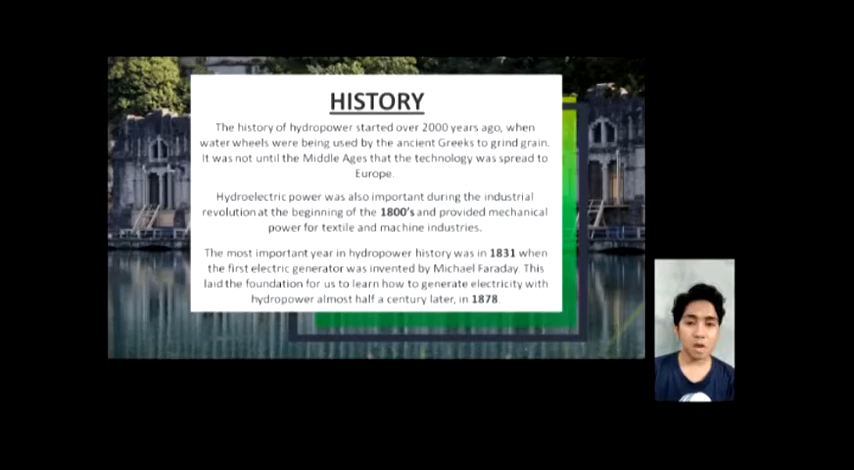 HISTORY
The history of hydropower started over 2000 years ago, when
water wheels were being used by the ancient Greeks to grind grain.
It was not until the Middle Ages that the technology was spread to
Europe.
Hydroelectric power was also important during the industrial
revolution at the beginning of the 1800's and provided mechanical
power for textile and machine industries.
The most important year in hydropower history was in 1831 when
the first electric generator was invented by Michael Faraday. This
laid the foundation for us to learn how to generate electricity with
hydropower almost half a century later, in 1878.